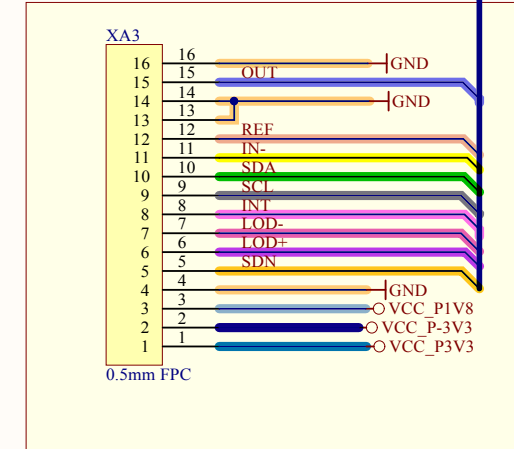 XA3
16 16 GND
15 15 OUT
14 14 GND
13 13
12 12 REF
11 11 IN-
10 10 SDA
9 9 SCL
8 8 INT
7 7 LOD-
6 6 LOD+
5 5 SDN
4 4 GND
3 3 VCC_P1V8
2 2 VCC_P-3V3
1 1 VCC_P3V3
0.5mm FPC